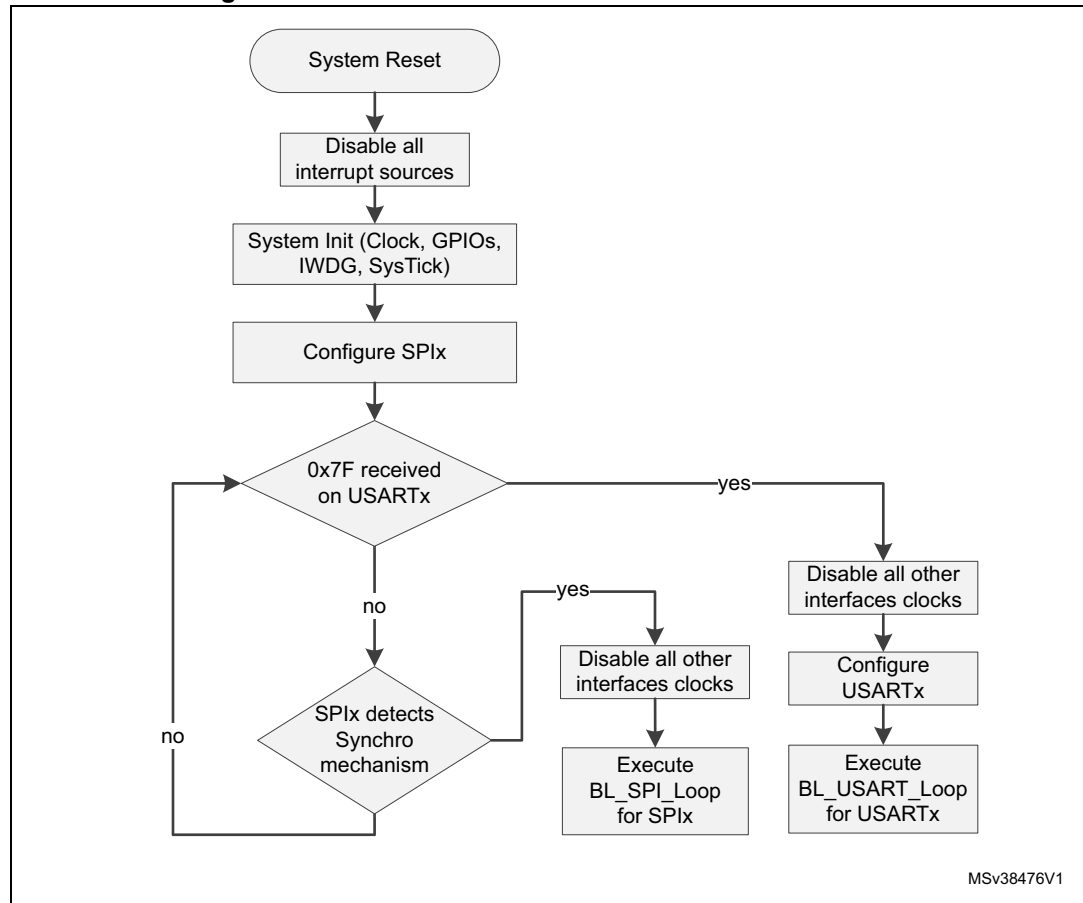 System Reset
Disable all
interrupt sources
System Init (Clock, GPIOs,
IWDG, SysTick)
Configure SPIx
0x7F received
on USARTx
yes
no
Disable all other
interfaces clocks
Configure
USARTx
Execute
BL_USART_Loop
for USARTx
SPIx detects
Synchro
mechanism
yes
no
Disable all other
interfaces clocks
Execute
BL_SPI_Loop
for SPIx
MSv38476V1